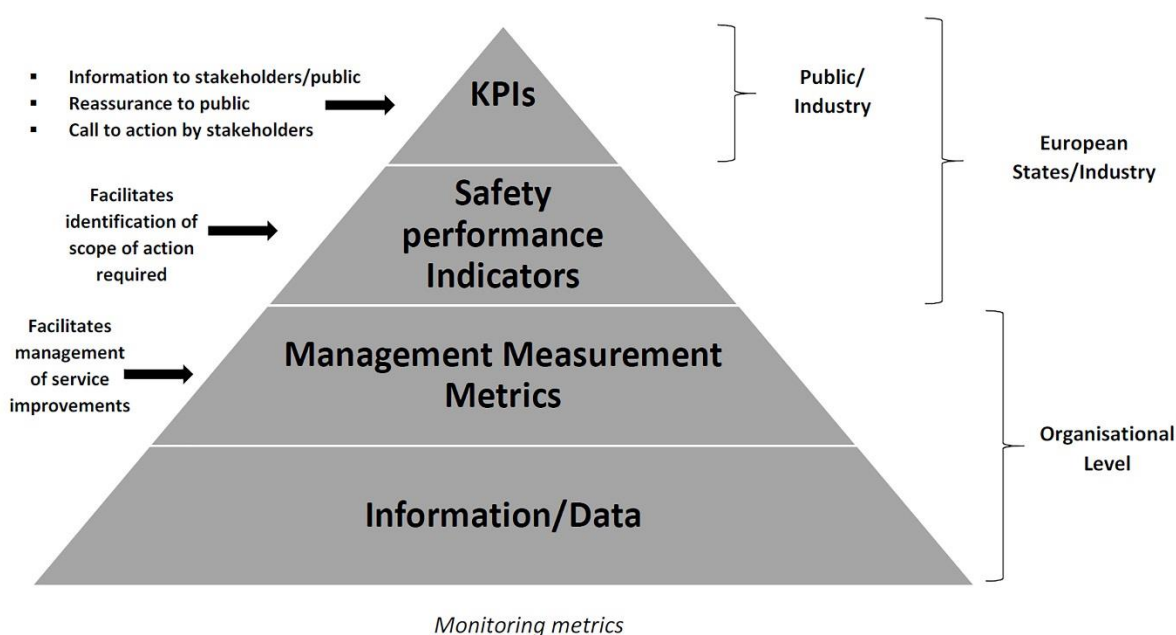 ▪ Information to stakeholders/public
▪ Reassurance to public
▪ Call to action by stakeholders
KPIs
Public/
Industry
European
States/Industry
Facilitates
identification of
scope of action
required
Safety
performance
Indicators
Facilitates
management
of service
improvements
Management Measurement
Metrics
Organisational
Level
Information/Data
Monitoring metrics